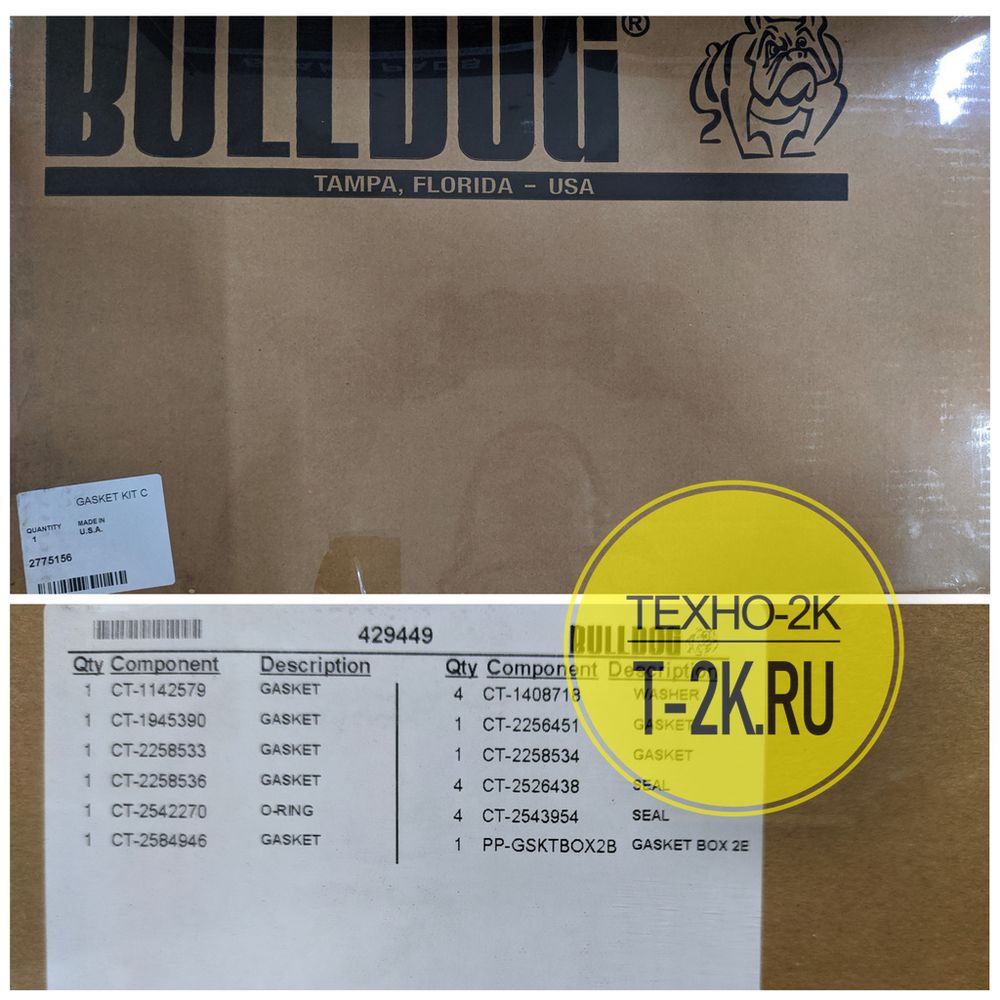 BULLDOG®
TAMPA, FLORIDA – USA
GASKET KIT C
QUANTITY MADE IN
1 U.S.A.
2775156
ТЕХНО-2К
T-2K.RU
429449 BULLDOG
Qty Component Description Qty Component Description
1 CT-1142579 GASKET 4 CT-1408718 WASHER
1 CT-1945390 GASKET 1 CT-2256451 GASKET
1 CT-2258533 GASKET 1 CT-2258534 GASKET
1 CT-2258536 GASKET 4 CT-2526438 SEAL
1 CT-2542270 O-RING 4 CT-2543954 SEAL
1 CT-2584946 GASKET 1 PP-GSKTBOX2B GASKET BOX 2E